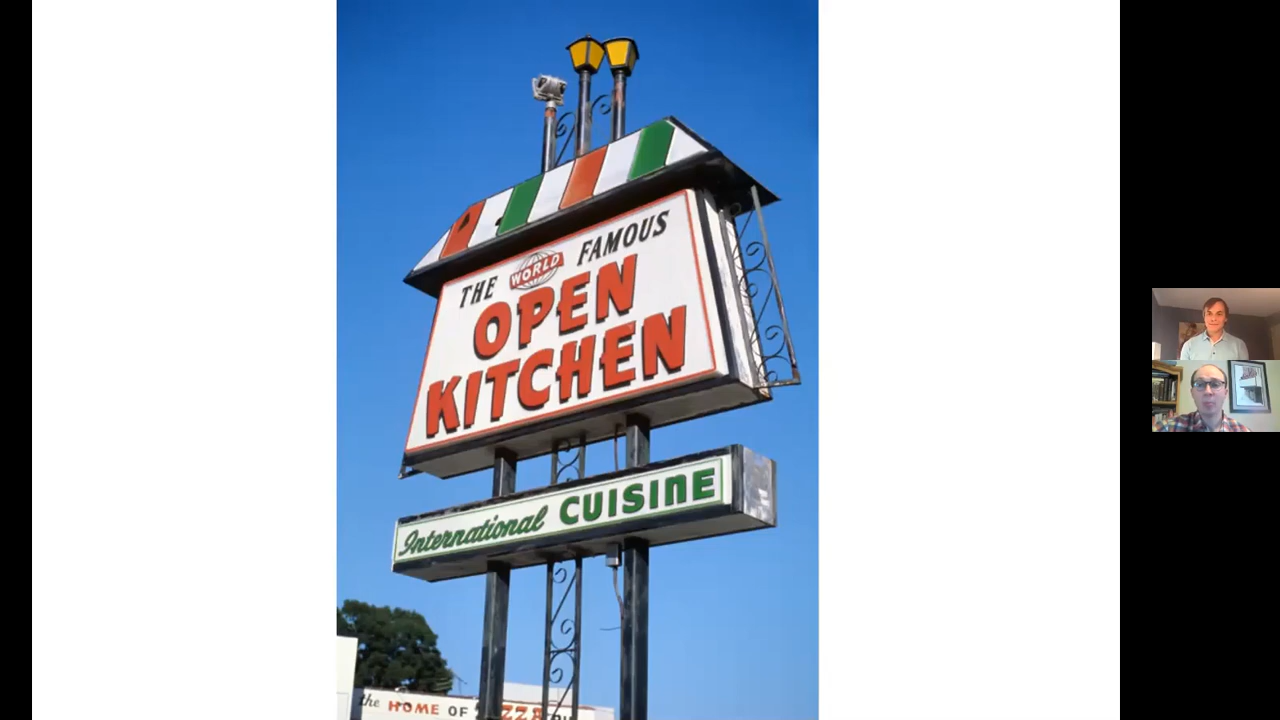 THE WORLD FAMOUS
OPEN
KITCHEN
International CUISINE
the HOME OF